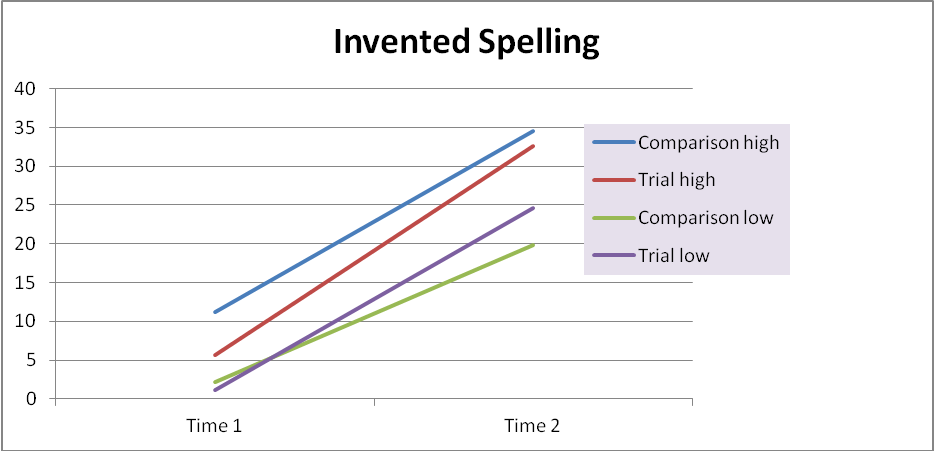 Invented Spelling
40
35
30
25
20
15
10
5
0
Time 1
Time 2
Comparison high
Trial high
Comparison low
Trial low